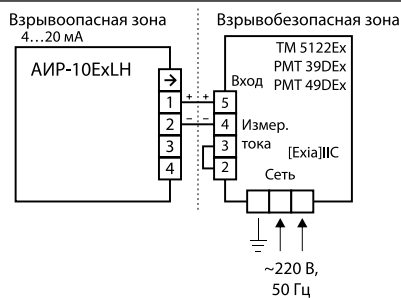 Взрывоопасная зона
Взрывобезопасная зона
4...20 мА
АИР-10ExLH
1
2
3
4
+ +
– –
ТМ 5122Ex
РМТ 39DEx
РМТ 49DEx
Вход
5
4
3
2
Измер.
тока
[Exia]IIC
Сеть
~220 В,
50 Гц